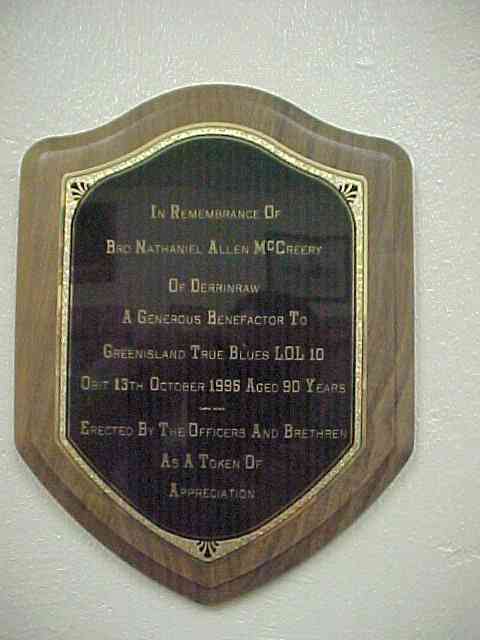 In Remembrance Of
Bro Nathaniel Allen McCreery
Of Derrinraw
A Generous Benefactor To
Greenisland True Blues LOL 10
Obit 13th October 1995 Aged 90 Years
Erected By The Officers And Brethren
As A Token Of
Appreciation